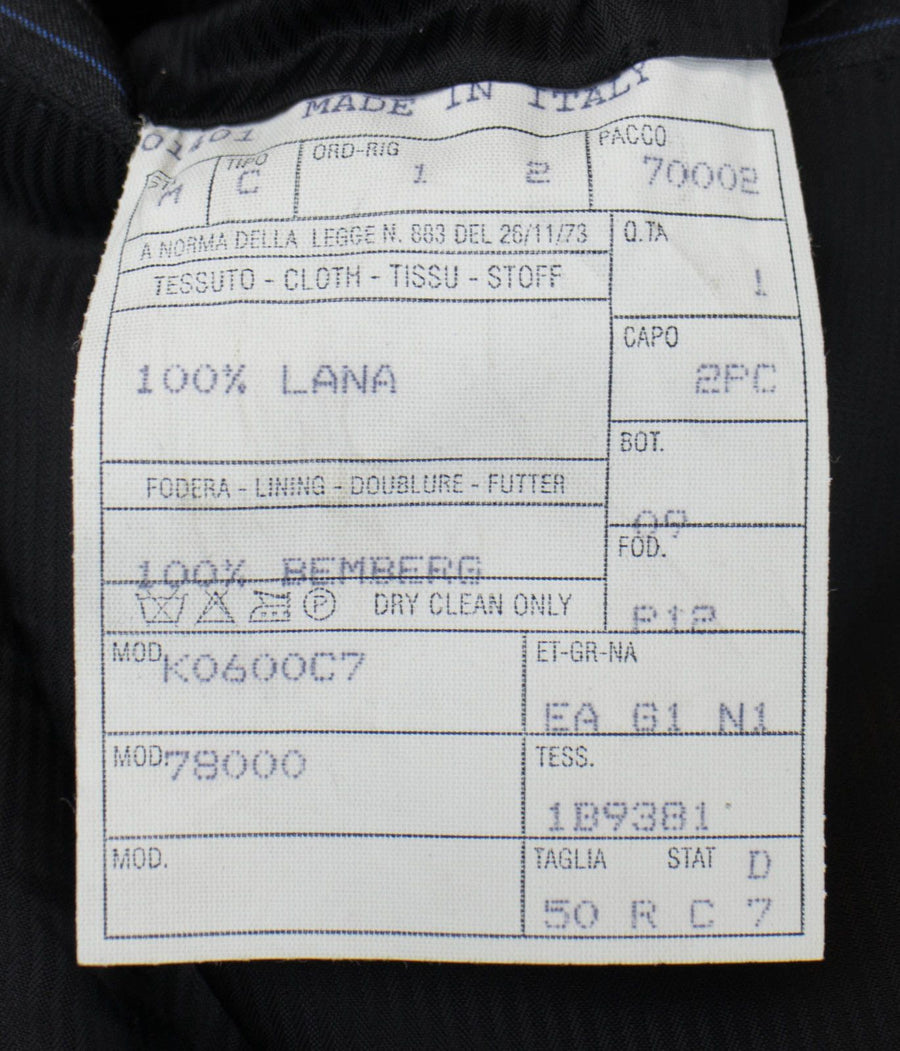 MADE IN ITALY
TIPO ORD-RIG PACCO
M C 1 2 70002
A NORMA DELLA LEGGE N. 883 DEL 26/11/73 Q.TA
TESSUTO - CLOTH - TISSU - STOFF 1
CAPO
100% LANA 2PC
BOT.
FODERA - LINING - DOUBLURE - FUTTER
09
FOD.
100% BEMBERG
P DRY CLEAN ONLY P12
MOD. K0600C7 ET-GR-NA
EA G1 N1
MOD. 78000 TESS.
1B9381
MOD. TAGLIA STAT D
50 R C 7